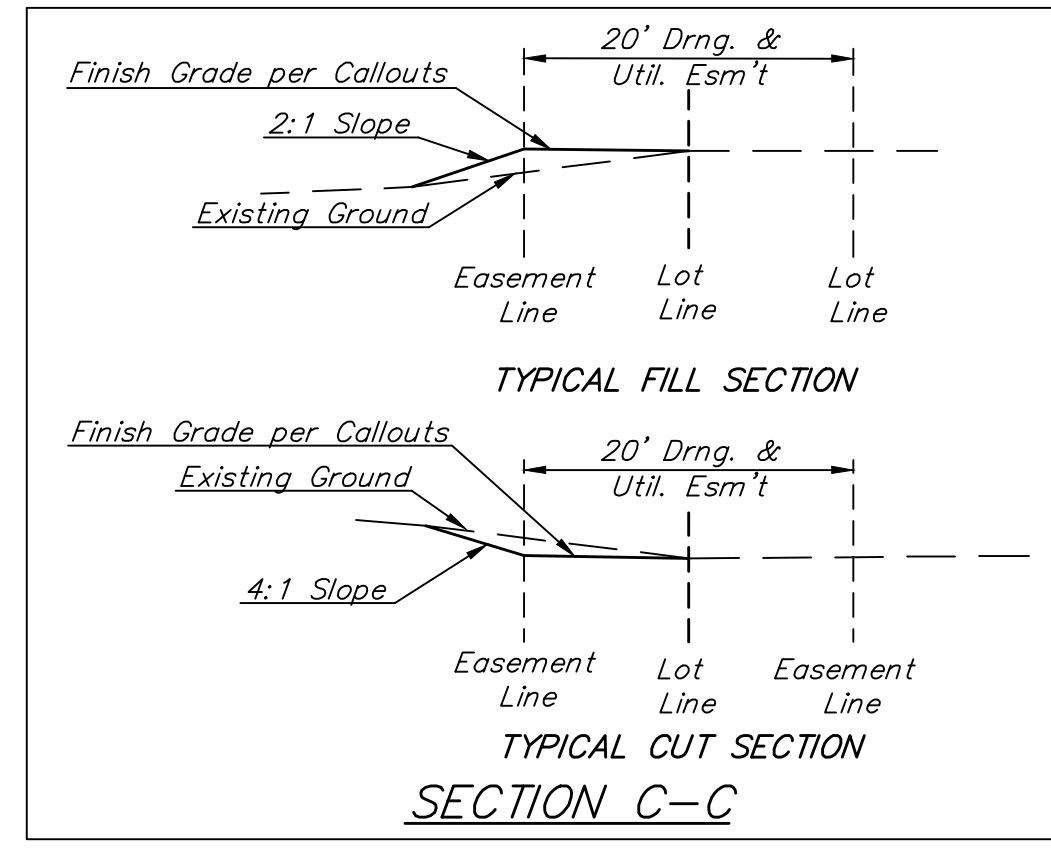 20' Drng. &
Util. Esm't
Finish Grade per Callouts
2:1 Slope
Existing Ground
Easement
Line
Lot
Line
Lot
Line
TYPICAL FILL SECTION
Finish Grade per Callouts
20' Drng. &
Util. Esm't
Existing Ground
4:1 Slope
Easement
Line
Lot
Line
Easement
Line
TYPICAL CUT SECTION
SECTION C-C